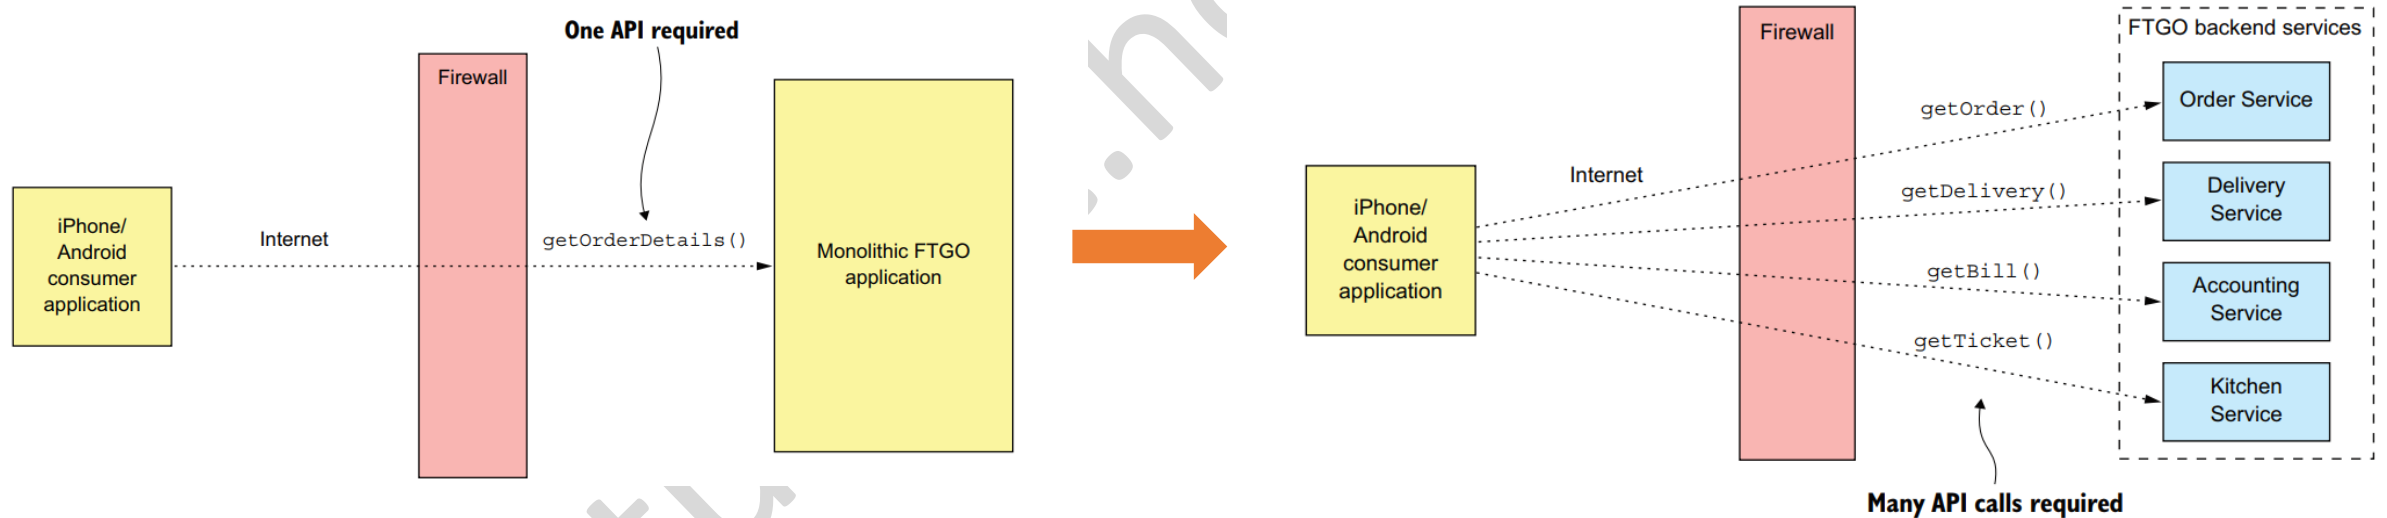 One API required
Firewall
iPhone/
Android
consumer
application
Internet
getOrderDetails()
Monolithic FTGO
application
Firewall
FTGO backend services
iPhone/
Android
consumer
application
Internet
getOrder()
getDelivery()
getBill()
getTicket()
Order Service
Delivery
Service
Accounting
Service
Kitchen
Service
Many API calls required